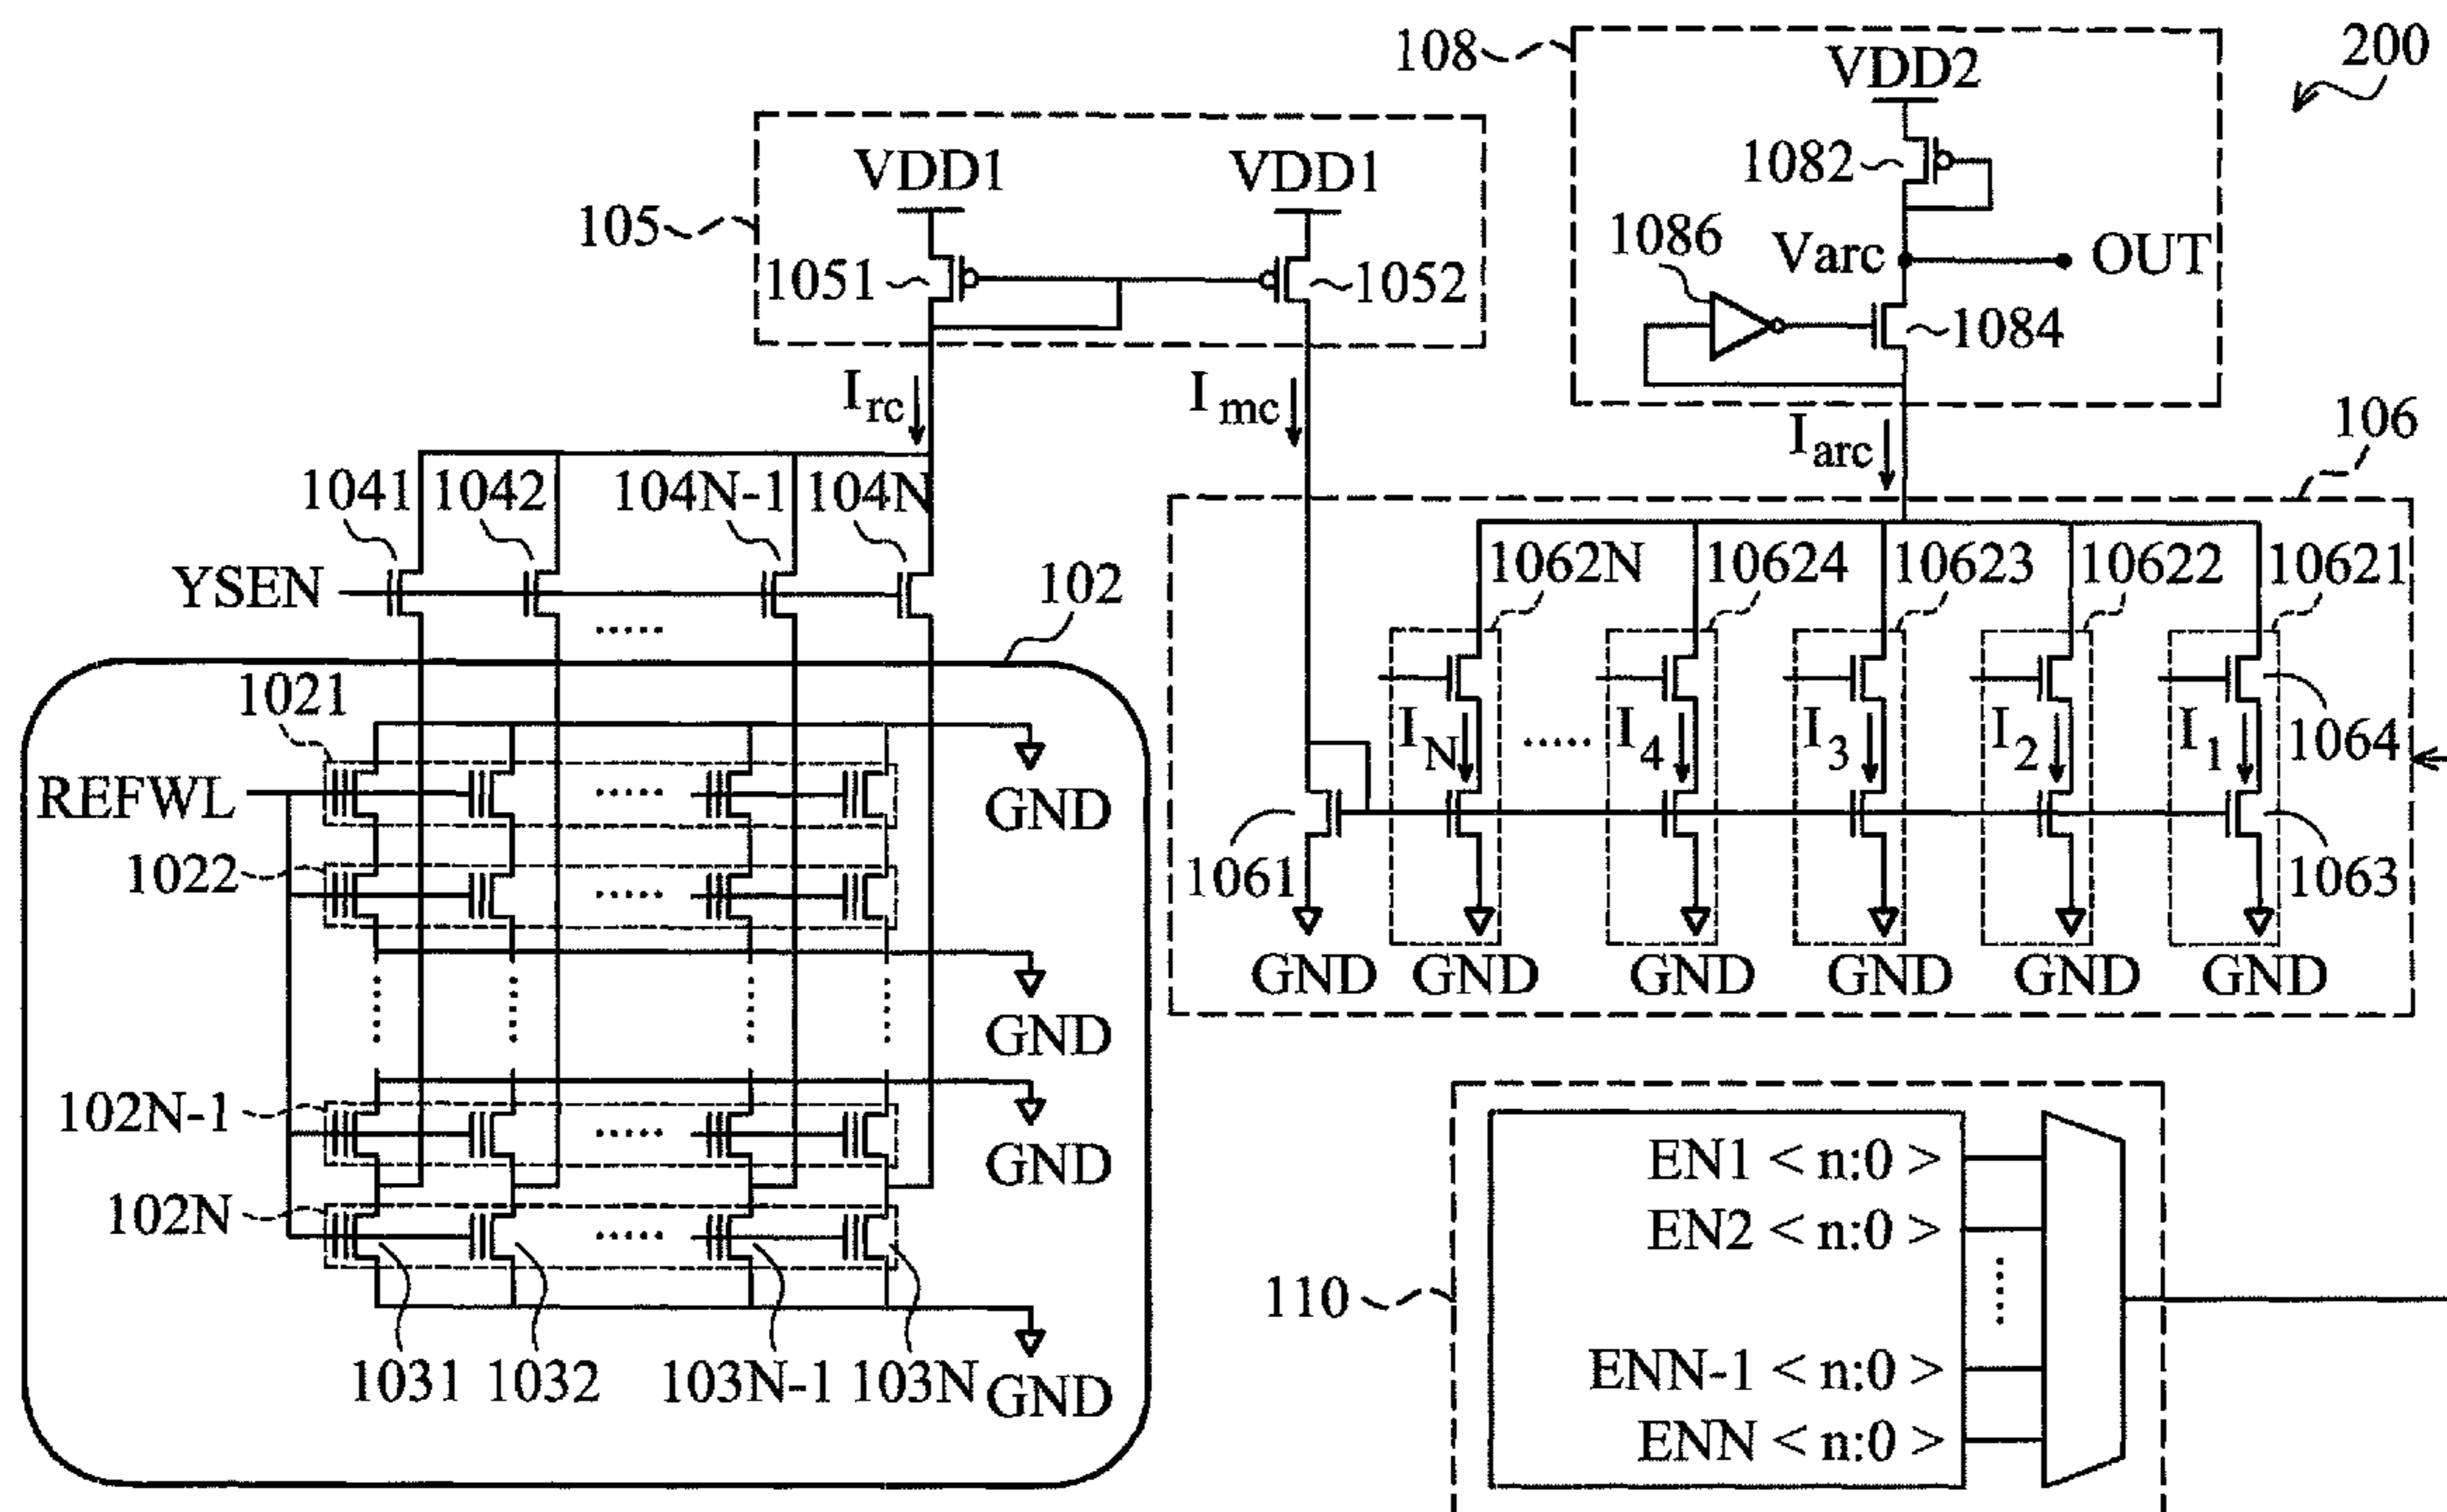 108
VDD2
200
1082
VDD1
VDD1
105
1086
Varc
OUT
1051
1052
1084
Irc
Imc
Iarc
106
1041
1042
104N-1
104N
1062N
10624
10623
10622
10621
YSEN
102
1021
IN
.....
I4
I3
I2
I1
1064
REFWL
GND
1022
1061
1063
GND
GND
GND
GND
GND
GND
GND
102N-1
GND
EN1 < n:0 >
102N
EN2 < n:0 >
110
1031
1032
103N-1
103N
GND
ENN-1 < n:0 >
ENN < n:0 >